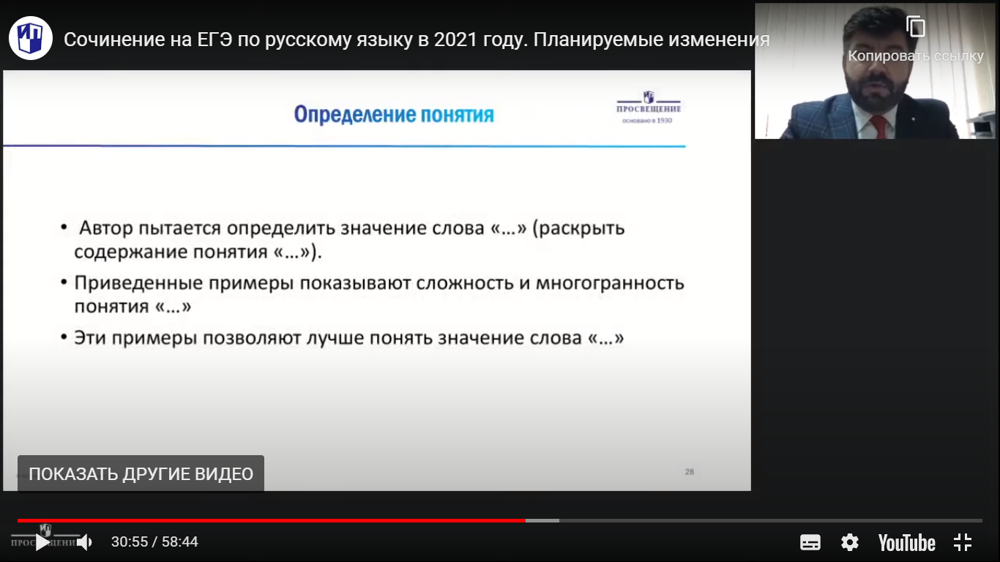 ИП
Сочинение на ЕГЭ по русскому языку в 2021 году. Планируемые изменения
Копировать ссылку
Определение понятия
ПРОСВЕЩЕНИЕ
основано в 1930
• Автор пытается определить значение слова «...» (раскрыть
содержание понятия «...»).
• Приведенные примеры показывают сложность и многогранность
понятия «...»
• Эти примеры позволяют лучше понять значение слова «...»
ПОКАЗАТЬ ДРУГИЕ ВИДЕО
28
30:55 / 58:44
YouTube